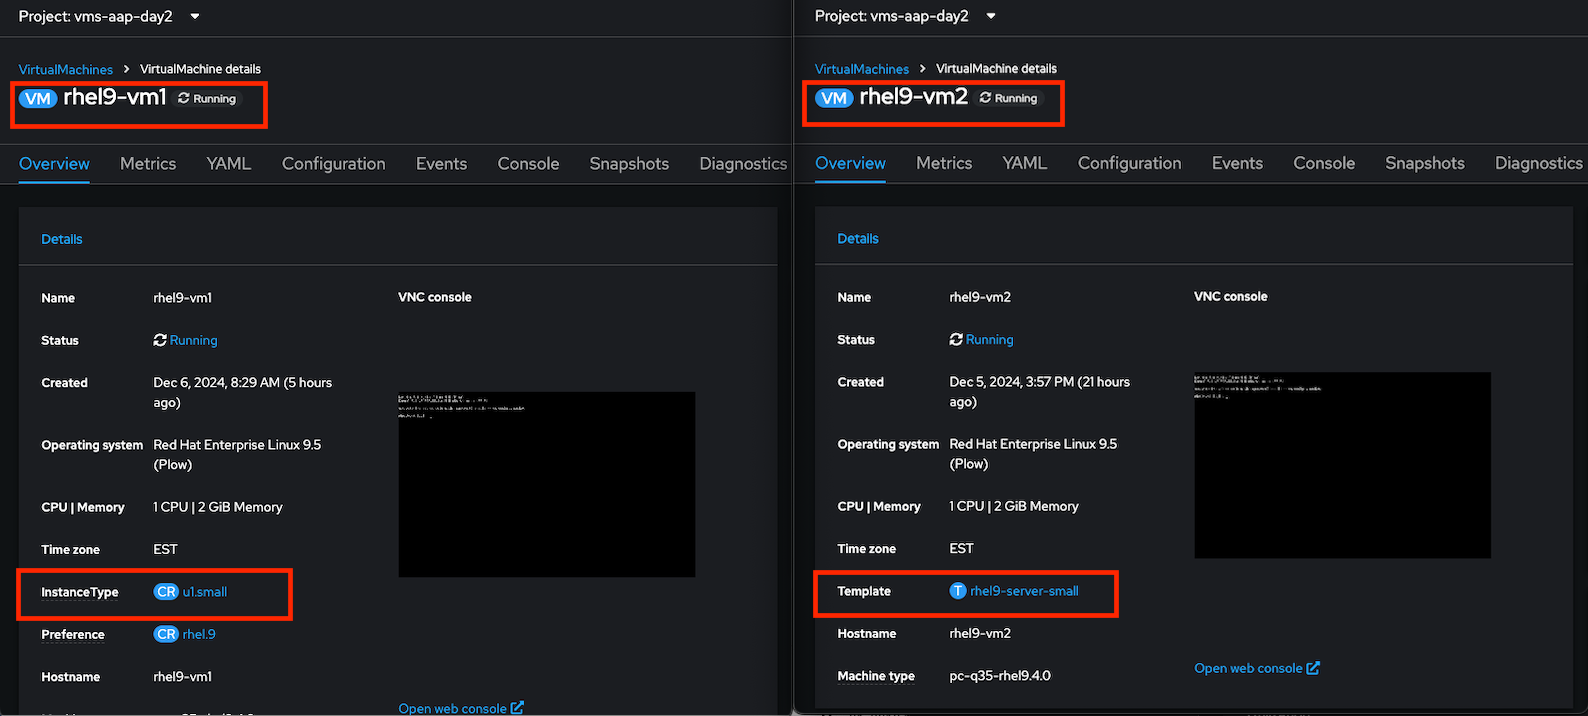 Project: vms-aap-day2
VirtualMachines > VirtualMachine details
VM rhel9-vm1 Running
Overview Metrics YAML Configuration Events Console Snapshots Diagnostics
Details
Name rhel9-vm1
VNC console
Status Running
Created Dec 6, 2024, 8:29 AM (5 hours
ago)
Operating system Red Hat Enterprise Linux 9.5
(Plow)
CPU | Memory 1 CPU | 2 GiB Memory
Time zone EST
InstanceType CR u1.small
Preference CR rhel.9
Hostname rhel9-vm1
Open web console
Project: vms-aap-day2
VirtualMachines > VirtualMachine details
VM rhel9-vm2 Running
Overview Metrics YAML Configuration Events Console Snapshots Diagnostics
Details
Name rhel9-vm2
VNC console
Status Running
Created Dec 5, 2024, 3:57 PM (21 hours
ago)
Operating system Red Hat Enterprise Linux 9.5
(Plow)
CPU | Memory 1 CPU | 2 GiB Memory
Time zone EST
Template T rhel9-server-small
Hostname rhel9-vm2
Machine type pc-q35-rhel9.4.0
Open web console